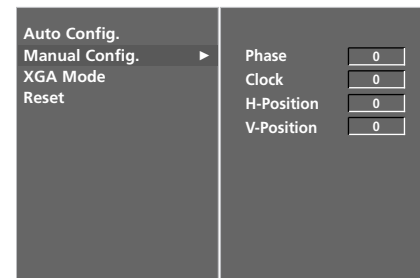 Auto Config.
Manual Config. ►
XGA Mode
Reset
Phase 0
Clock 0
H-Position 0
V-Position 0